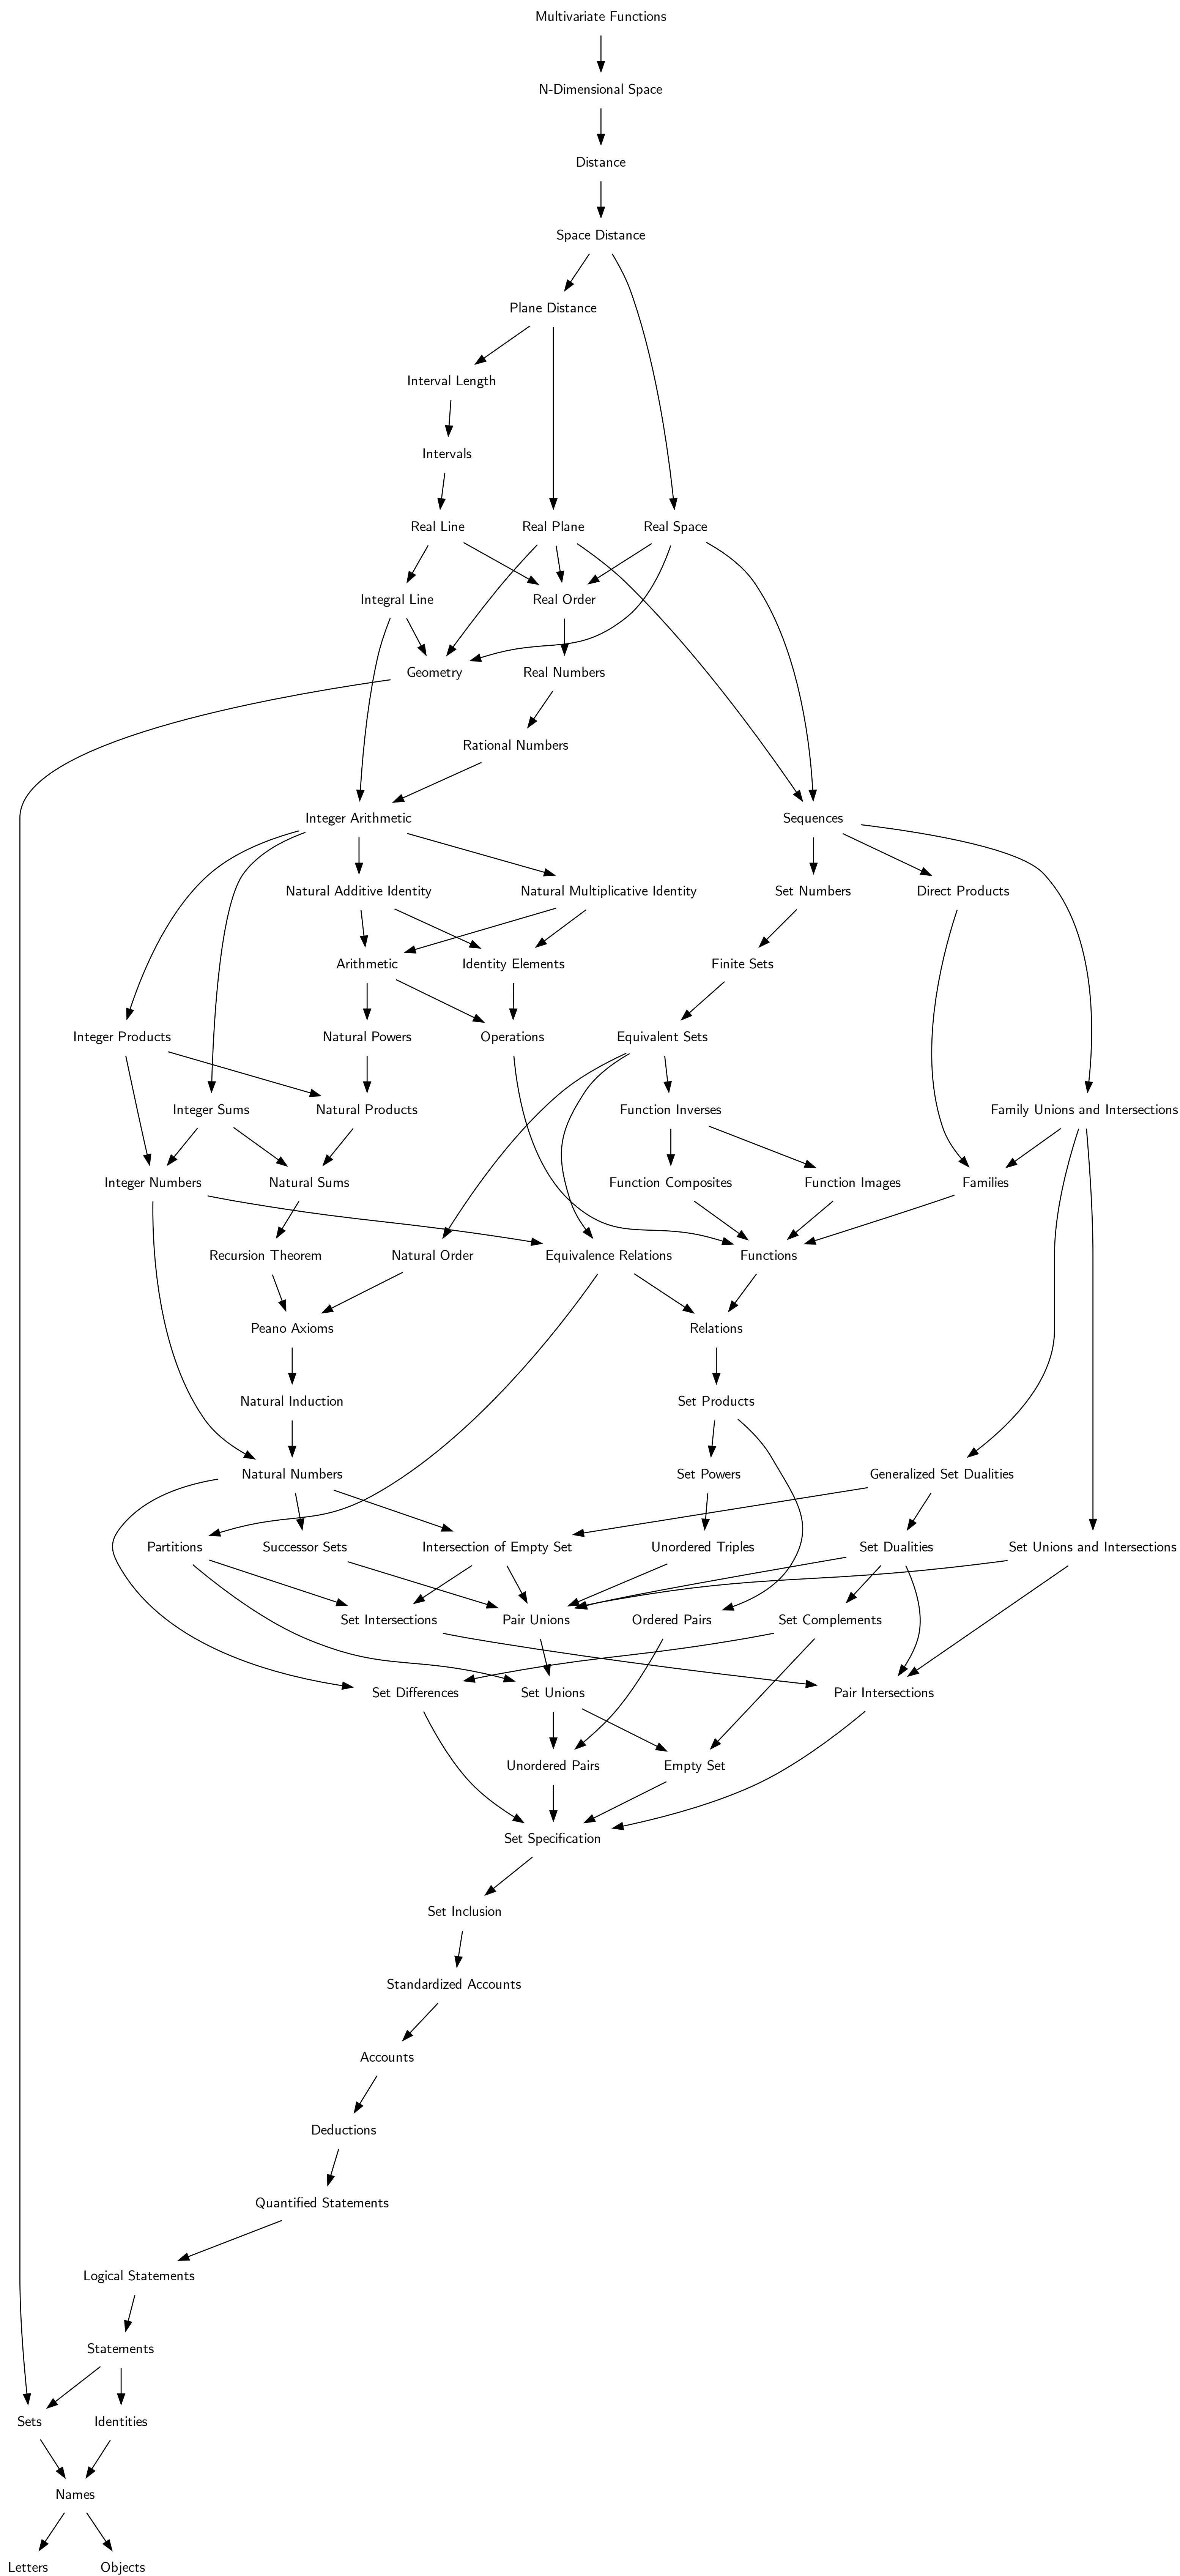 Multivariate Functions
N-Dimensional Space
Distance
Space Distance
Plane Distance
Interval Length
Intervals
Real Line
Real Plane
Real Space
Integral Line
Real Order
Geometry
Real Numbers
Rational Numbers
Integer Arithmetic
Sequences
Natural Additive Identity
Natural Multiplicative Identity
Set Numbers
Direct Products
Arithmetic
Identity Elements
Finite Sets
Integer Products
Natural Powers
Operations
Equivalent Sets
Integer Sums
Natural Products
Function Inverses
Family Unions and Intersections
Integer Numbers
Natural Sums
Function Composites
Function Images
Families
Recursion Theorem
Natural Order
Equivalence Relations
Functions
Peano Axioms
Relations
Natural Induction
Set Products
Natural Numbers
Set Powers
Generalized Set Dualities
Partitions
Successor Sets
Intersection of Empty Set
Unordered Triples
Set Dualities
Set Unions and Intersections
Set Intersections
Pair Unions
Ordered Pairs
Set Complements
Set Differences
Set Unions
Pair Intersections
Unordered Pairs
Empty Set
Set Specification
Set Inclusion
Standardized Accounts
Accounts
Deductions
Quantified Statements
Logical Statements
Statements
Sets
Identities
Names
Letters
Objects